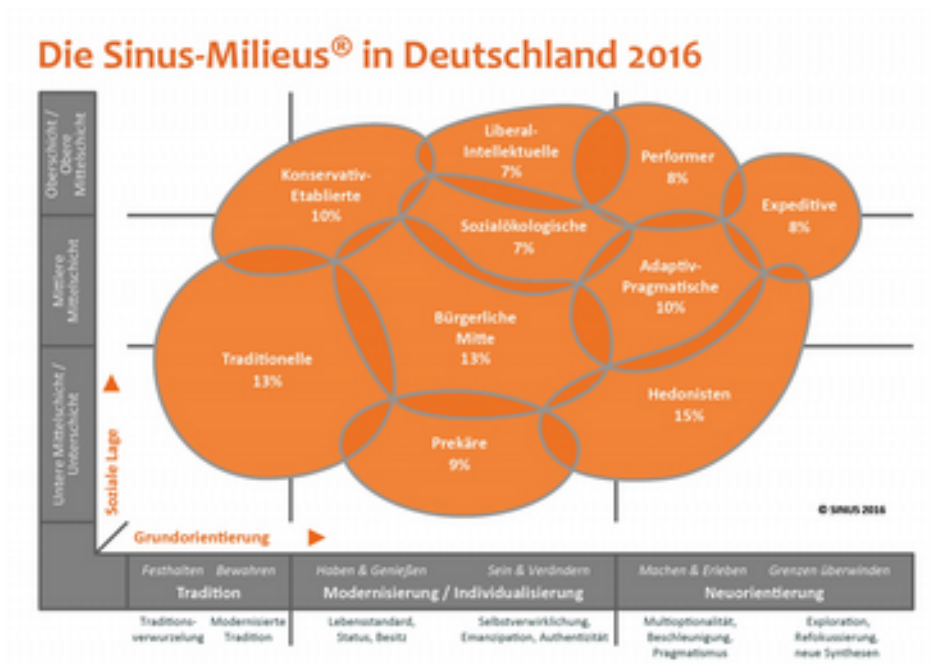 Die Sinus-Milieus® in Deutschland 2016
Oberschicht /
Obere
Mittelschicht
Mittlere
Mittelschicht
Untere Mittelschicht /
Unterschicht
Soziale Lage
Liberal-
Intellektuelle
7%
Performer
8%
Konservativ-
Etablierte
10%
Expeditive
8%
Sozialökologische
7%
Adaptiv-
Pragmatische
10%
Bürgerliche
Mitte
13%
Traditionelle
13%
Hedonisten
15%
Prekäre
9%
© SINUS 2016
Grundorientierung
Festhalten Bewahren
Tradition
Haben & Genießen Sein & Verändern
Modernisierung / Individualisierung
Machen & Erleben Grenzen überwinden
Neuorientierung
Traditions-
verwurzelung
Modernisierte
Tradition
Lebensstandard,
Status, Besitz
Selbstverwirklichung,
Emanzipation, Authentizität
Multioptionalität,
Beschleunigung,
Pragmatismus
Exploration,
Refokussierung,
neue Synthesen